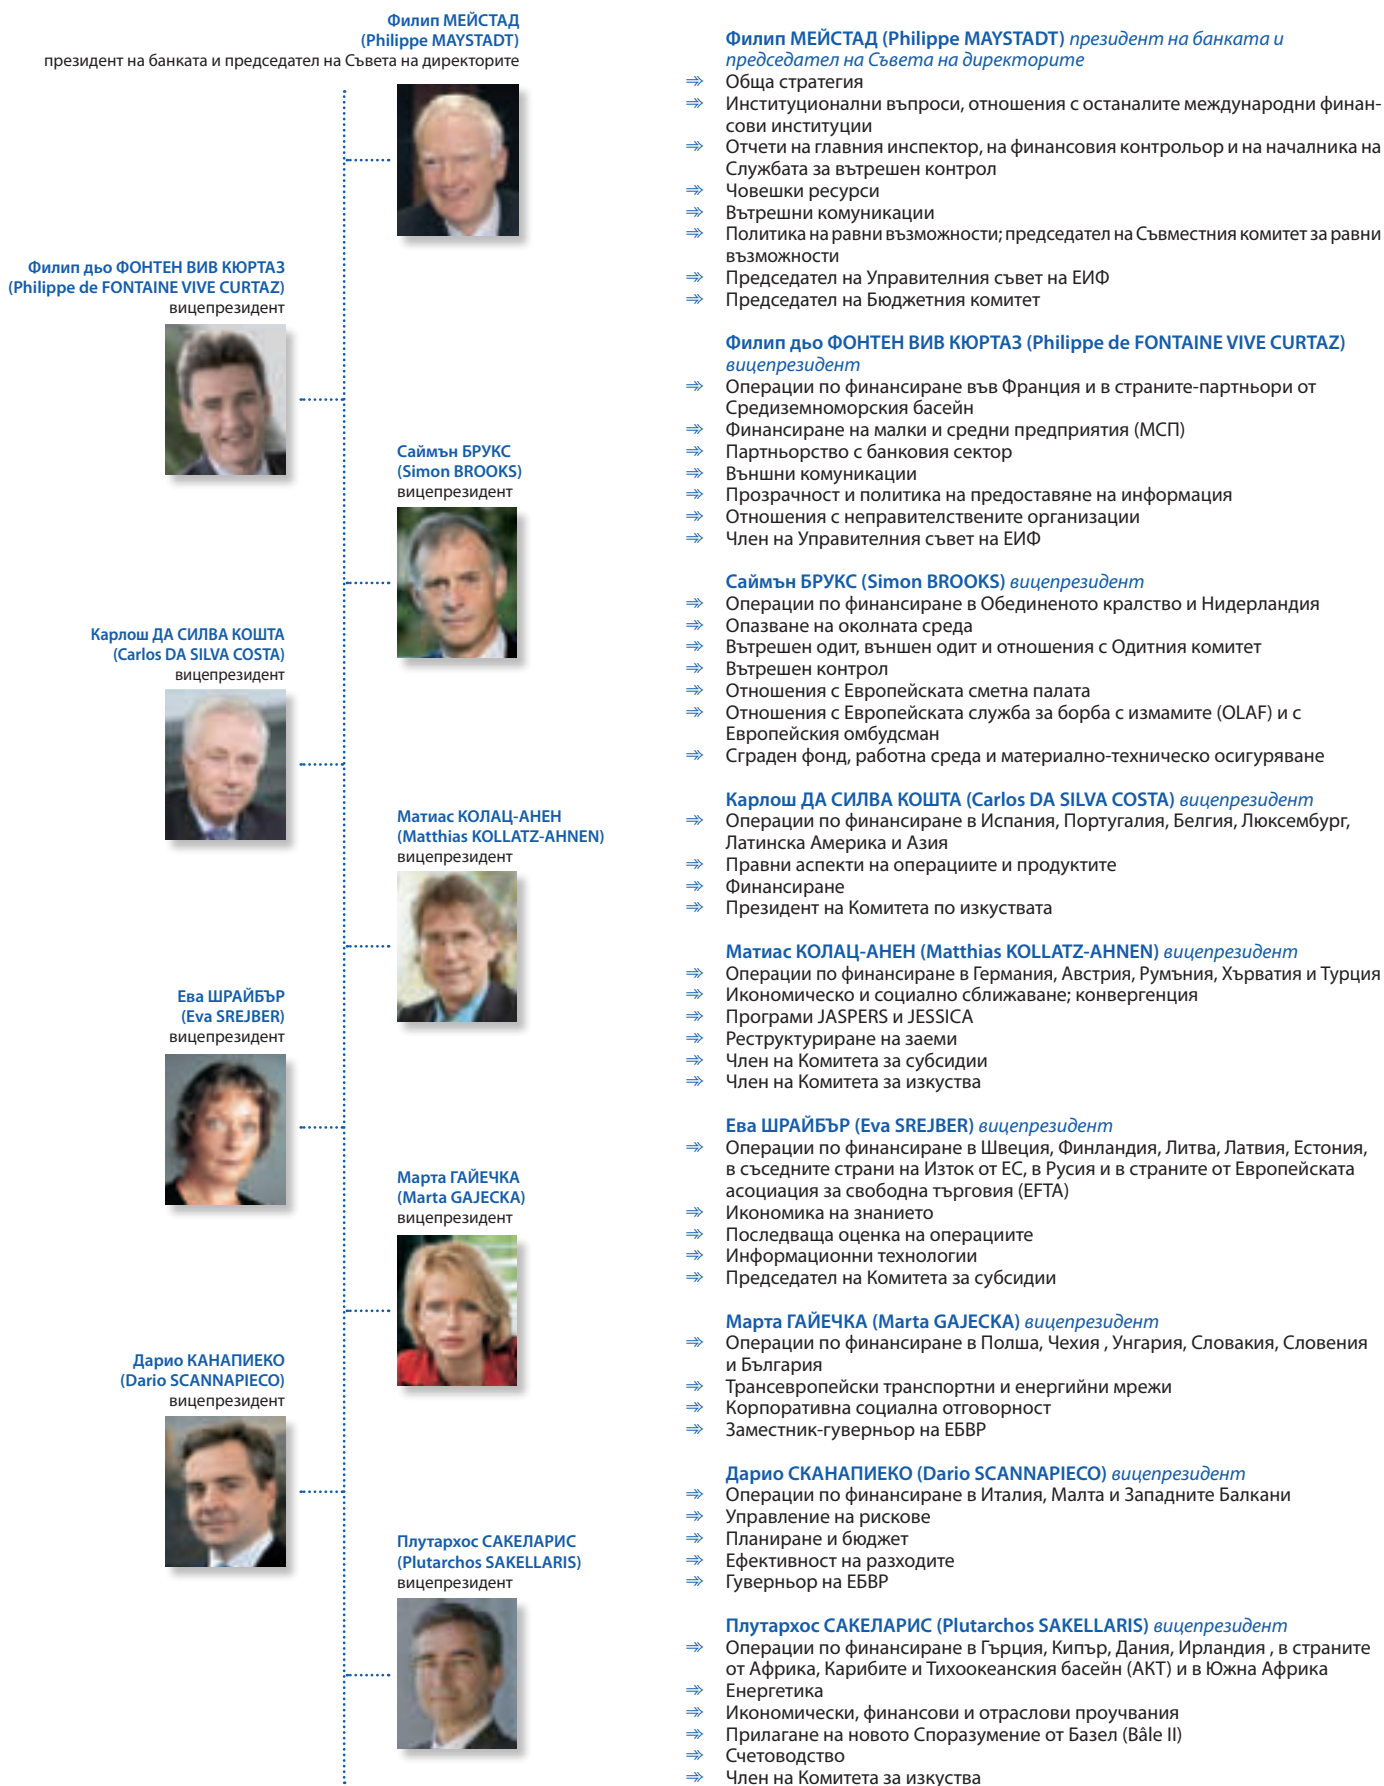 Филип МЕЙСТАД
(Philippe MAYSTADT)
президент на банката и председател на Съвета на директорите
Филип дьо ФОНТЕН ВИВ КЮРТАЗ
(Philippe de FONTAINE VIVE CURTAZ)
вицепрезидент
Саймън БРУКС
(Simon BROOKS)
вицепрезидент
Карлош ДА СИЛВА КОШТА
(Carlos DA SILVA COSTA)
вицепрезидент
Матиас КОЛАЦ-АНЕН
(Matthias KOLLATZ-AHNEN)
вицепрезидент
Ева ШРАЙБЪР
(Eva SREJBER)
вицепрезидент
Марта ГАЙЕЧКА
(Marta GAJECKA)
вицепрезидент
Дарио КАНАПИЕКО
(Dario SCANNAPIECO)
вицепрезидент
Плутархос САКЕЛАРИС
(Plutarchos SAKELLARIS)
вицепрезидент
Филип МЕЙСТАД (Philippe MAYSTADT) президент на банката и
председател на Съвета на директорите
⇒ Обща стратегия
⇒ Институционални въпроси, отношения с останалите международни финан-
сови институции
⇒ Отчети на главния инспектор, на финансовия контрольор и на началника на
Службата за вътрешен контрол
⇒ Човешки ресурси
⇒ Вътрешни комуникации
⇒ Политика на равни възможности; председател на Съвместния комитет за равни
възможности
⇒ Председател на Управителния съвет на ЕИФ
⇒ Председател на Бюджетния комитет
Филип дьо ФОНТЕН ВИВ КЮРТАЗ (Philippe de FONTAINE VIVE CURTAZ)
вицепрезидент
⇒ Операции по финансиране във Франция и в страните-партньори от
Средиземноморския басейн
⇒ Финансиране на малки и средни предприятия (МСП)
⇒ Партньорство с банковия сектор
⇒ Външни комуникации
⇒ Прозрачност и политика на предоставяне на информация
⇒ Отношения с неправителствените организации
⇒ Член на Управителния съвет на ЕИФ
Саймън БРУКС (Simon BROOKS) вицепрезидент
⇒ Операции по финансиране в Обединеното кралство и Нидерландия
⇒ Опазване на околната среда
⇒ Вътрешен одит, външен одит и отношения с Одитния комитет
⇒ Вътрешен контрол
⇒ Отношения с Европейската сметна палата
⇒ Отношения с Европейската служба за борба с измамите (OLAF) и с
Европейския омбудсман
⇒ Сграден фонд, работна среда и материално-техническо осигуряване
Карлош ДА СИЛВА КОШТА (Carlos DA SILVA COSTA) вицепрезидент
⇒ Операции по финансиране в Испания, Португалия, Белгия, Люксембург,
Латинска Америка и Азия
⇒ Правни аспекти на операциите и продуктите
⇒ Финансиране
⇒ Президент на Комитета по изкуствата
Матиас КОЛАЦ-АНЕН (Matthias KOLLATZ-AHNEN) вицепрезидент
⇒ Операции по финансиране в Германия, Австрия, Румъния, Хърватия и Турция
⇒ Икономическо и социално сближаване; конвергенция
⇒ Програми JASPERS и JESSICA
⇒ Реструктуриране на заеми
⇒ Член на Комитета за субсидии
⇒ Член на Комитета за изкуства
Ева ШРАЙБЪР (Eva SREJBER) вицепрезидент
⇒ Операции по финансиране в Швеция, Финландия, Литва, Латвия, Естония,
в съседните страни на Изток от ЕС, в Русия и в страните от Европейската
асоциация за свободна търговия (EFTA)
⇒ Икономика на знанието
⇒ Последваща оценка на операциите
⇒ Информационни технологии
⇒ Председател на Комитета за субсидии
Марта ГАЙЕЧКА (Marta GAJECKA) вицепрезидент
⇒ Операции по финансиране в Полша, Чехия , Унгария, Словакия, Словения
и България
⇒ Трансевропейски транспортни и енергийни мрежи
⇒ Корпоративна социална отговорност
⇒ Заместник-гуверньор на ЕБВР
Дарио СКАНАПИЕКО (Dario SCANNAPIECO) вицепрезидент
⇒ Операции по финансиране в Италия, Малта и Западните Балкани
⇒ Управление на рискове
⇒ Планиране и бюджет
⇒ Ефективност на разходите
⇒ Гуверньор на ЕБВР
Плутархос САКЕЛАРИС (Plutarchos SAKELLARIS) вицепрезидент
⇒ Операции по финансиране в Гърция, Кипър, Дания, Ирландия , в страните
от Африка, Карибите и Тихоокеанския басейн (АКТ) и в Южна Африка
⇒ Енергетика
⇒ Икономически, финансови и отраслови проучвания
⇒ Прилагане на новото Споразумение от Базел (Bâle II)
⇒ Счетоводство
⇒ Член на Комитета за изкуства